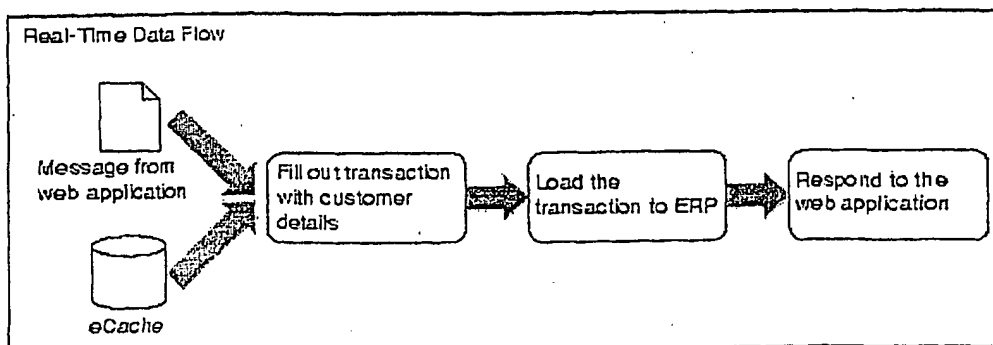 Real-Time Data Flow
Message from
web application
eCache
Fill out transaction
with customer
details
Load the
transaction to ERP
Respond to the
web application